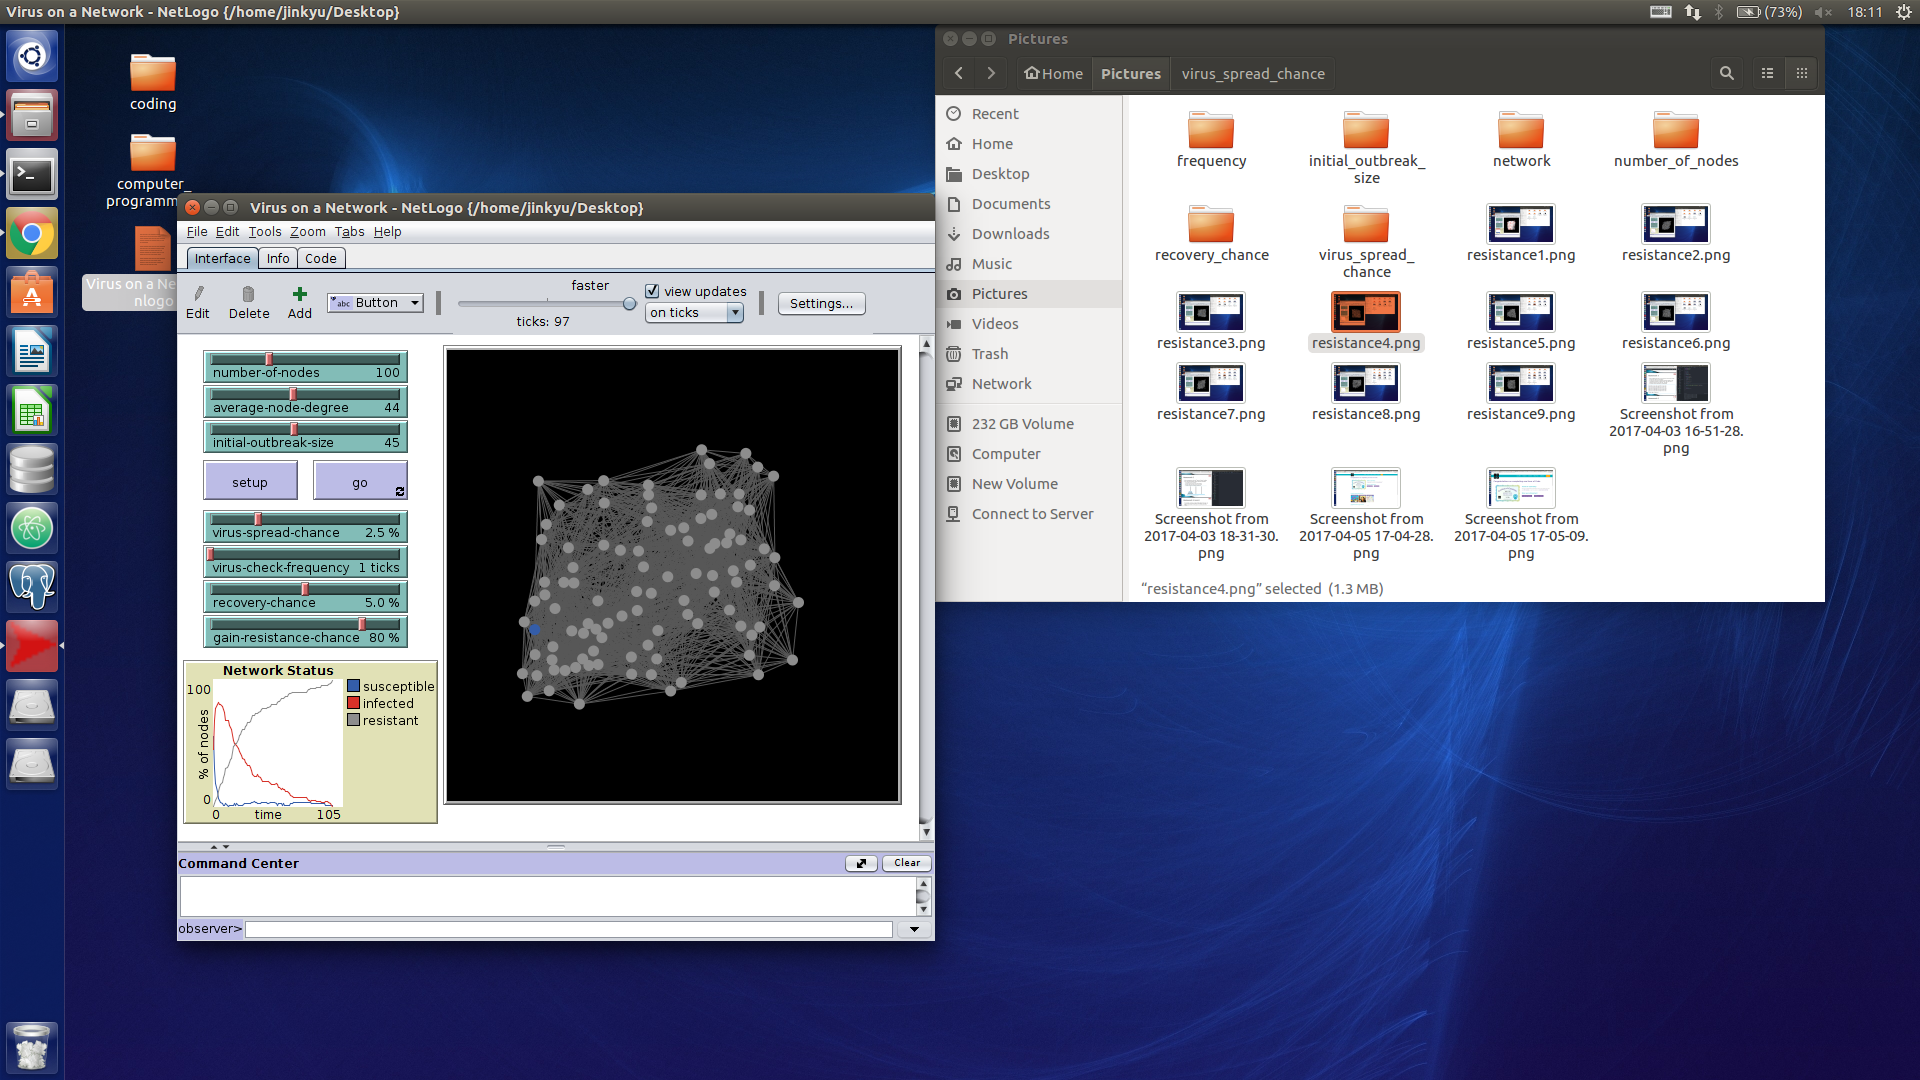 Virus on a Network - NetLogo {/home/jinkyu/Desktop}
(73%)
18:11
coding
computer_
programm
Virus on a Ne
nlogo
Virus on a Network - NetLogo {/home/jinkyu/Desktop}
File Edit Tools Zoom Tabs Help
Interface Info Code
Edit Delete Add
abc Button
faster
ticks: 97
view updates
on ticks
Settings...
number-of-nodes 100
average-node-degree 44
initial-outbreak-size 45
setup go
virus-spread-chance 2.5 %
virus-check-frequency 1 ticks
recovery-chance 5.0 %
gain-resistance-chance 80 %
Network Status
100
% of nodes
0
0 time 105
susceptible
infected
resistant
Command Center
Clear
observer>
Pictures
Home Pictures virus_spread_chance
Recent
Home
Desktop
Documents
Downloads
Music
Pictures
Videos
Trash
Network
232 GB Volume
Computer
New Volume
Connect to Server
frequency
initial_outbreak_
size
network
number_of_nodes
recovery_chance
virus_spread_
chance
resistance1.png
resistance2.png
resistance3.png
resistance4.png
resistance5.png
resistance6.png
resistance7.png
resistance8.png
resistance9.png
Screenshot from
2017-04-03 16-51-28.
png
Screenshot from
2017-04-03 18-31-30.
png
Screenshot from
2017-04-05 17-04-28.
png
Screenshot from
2017-04-05 17-05-09.
png
“resistance4.png” selected (1.3 MB)